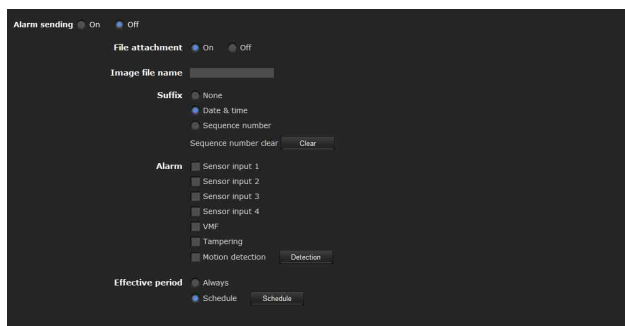 Alarm sending On Off
File attachment On Off
Image file name
Suffix None
Date & time
Sequence number
Sequence number clear Clear
Alarm Sensor input 1
Sensor input 2
Sensor input 3
Sensor input 4
VMF
Tampering
Motion detection Detection
Effective period Always
Schedule Schedule